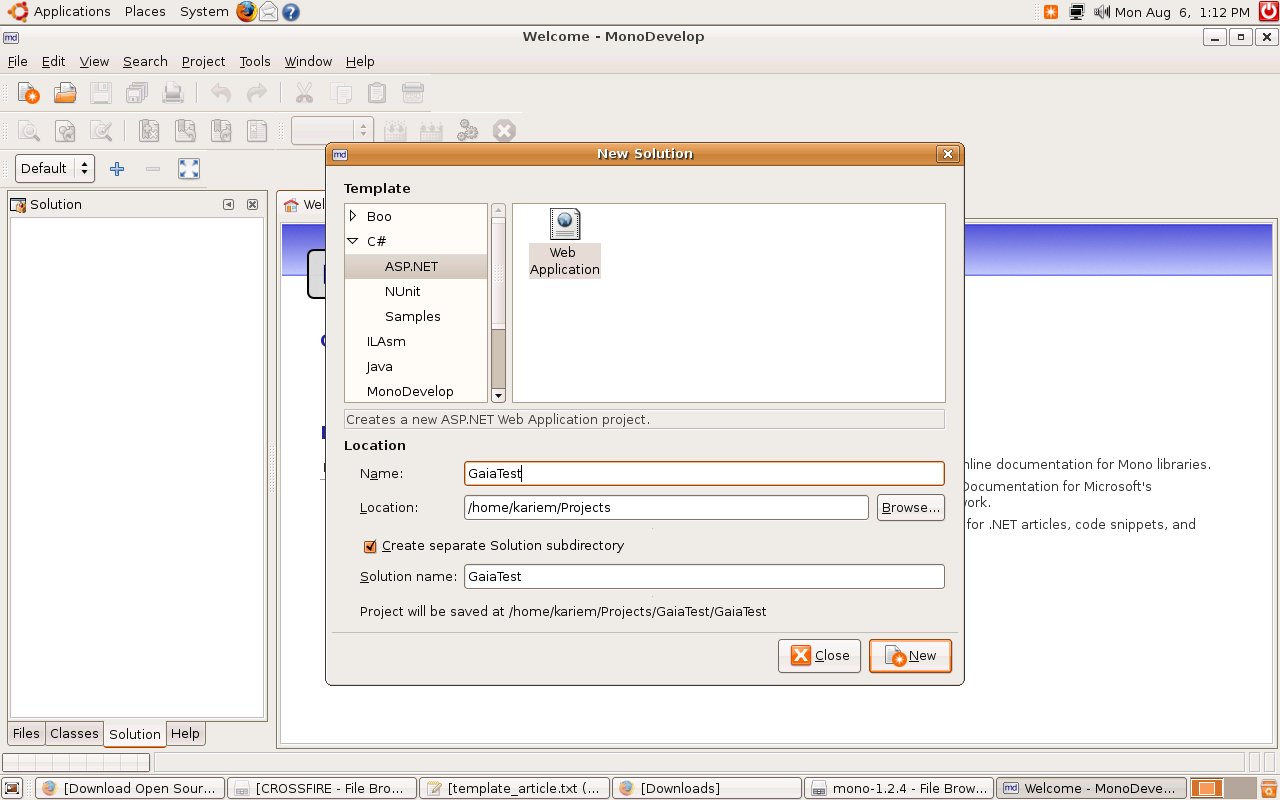 Applications Places System Mon Aug 6, 1:12 PM
md Welcome - MonoDevelop
File Edit View Search Project Tools Window Help
Default
Solution
Wel
md New Solution
Template
Boo
C#
ASP.NET
NUnit
Samples
ILAsm
Java
MonoDevelop
Web
Application
Creates a new ASP.NET Web Application project.
Location
Name: GaiaTest
Location: /home/kariem/Projects Browse...
Create separate Solution subdirectory
Solution name: GaiaTest
Project will be saved at /home/kariem/Projects/GaiaTest/GaiaTest
Close New
nline documentation for Mono libraries.
Documentation for Microsoft's
ork.
for .NET articles, code snippets, and
Files Classes Solution Help
[Download Open Sour... [CROSSFIRE - File Bro... [template_article.txt (... [Downloads] mono-1.2.4 - File Brow... md Welcome - MonoDeve...